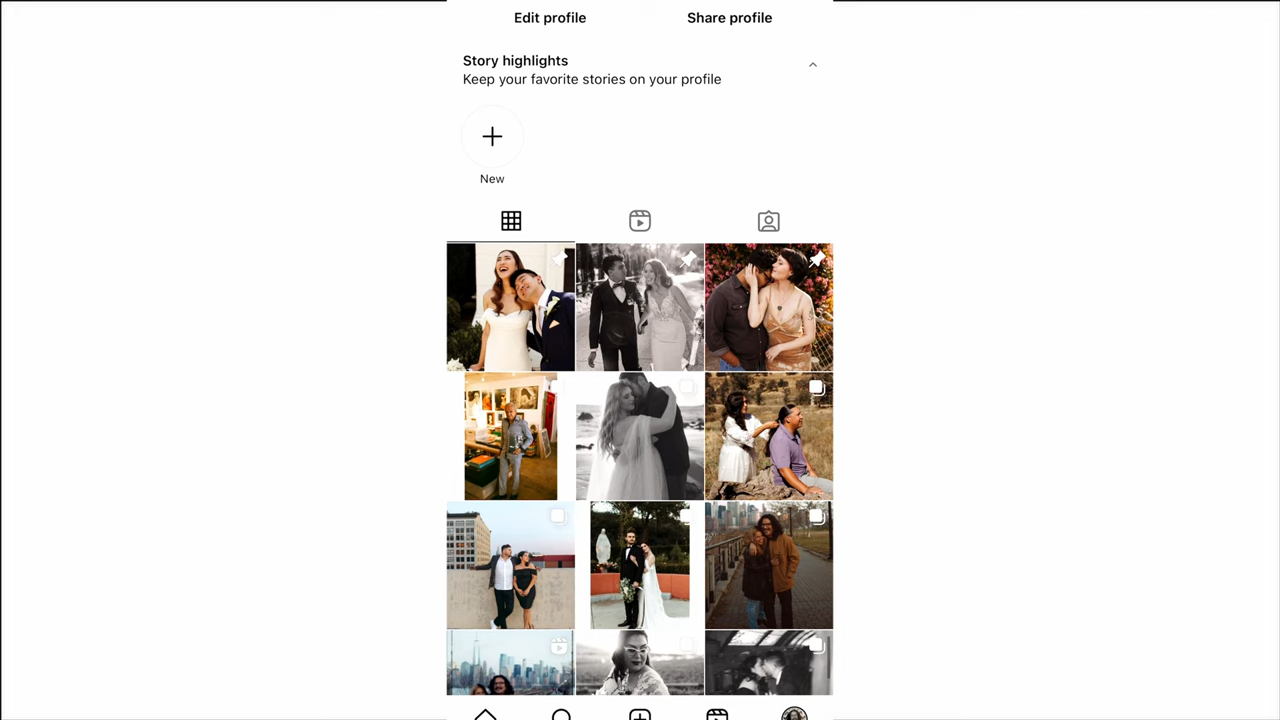 Edit profile
Share profile
Story highlights
Keep your favorite stories on your profile
New